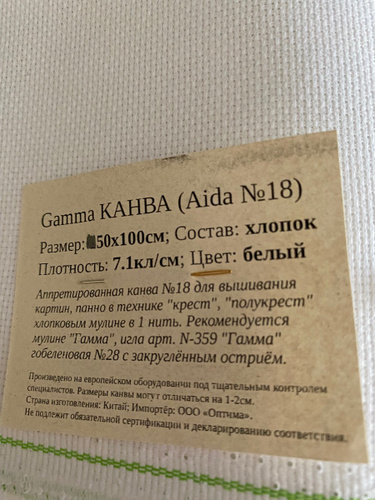 Gamma КАНВА (Aida №18)
Размер: 50х100см; Состав: хлопок
Плотность: 7.1кл/см; Цвет: белый
Аппретированная канва №18 для вышивания
картин, панно в технике "крест", "полукрест"
хлопковым мулине в 1 нить. Рекомендуется
мулине "Гамма", игла арт. N-359 "Гамма"
гобеленовая №28 с закруглённым остриём.
Произведено на европейском оборудовании под тщательным контролем
специалистов. Размеры канвы могут отличаться на 1-2см.
Страна изготовления: Китай; Импортёр: ООО «Оптима».
Не подлежит обязательной сертификации и декларированию соответствия.